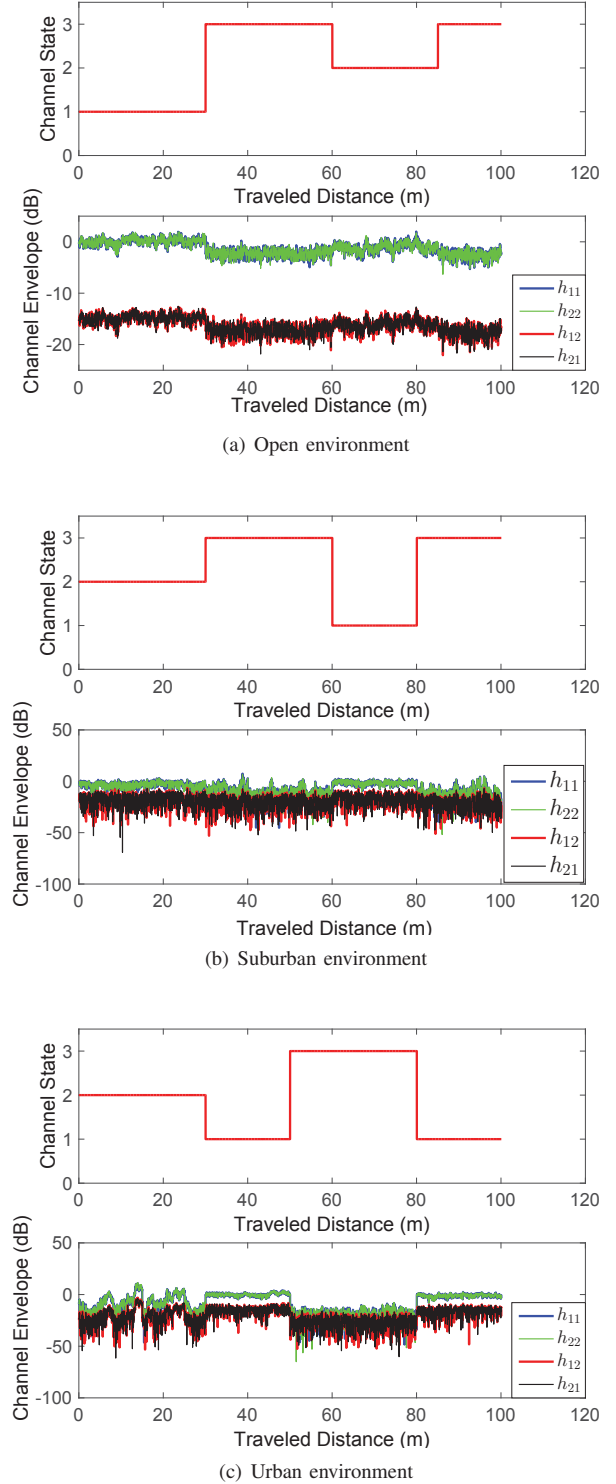 Channel State
3
2
1
0
0 20 40 60 80 100 120
Traveled Distance (m)
Channel Envelope (dB)
0
-10
-20
h11
h22
h12
h21
0 20 40 60 80 100 120
Traveled Distance (m)
(a) Open environment
Channel State
3
2
1
0
0 20 40 60 80 100 120
Traveled Distance (m)
Channel Envelope (dB)
50
0
-50
-100
h11
h22
h12
h21
0 20 40 60 80 100 120
Traveled Distance (m)
(b) Suburban environment
Channel State
3
2
1
0
0 20 40 60 80 100 120
Traveled Distance (m)
Channel Envelope (dB)
50
0
-50
-100
h11
h22
h12
h21
0 20 40 60 80 100 120
Traveled Distance (m)
(c) Urban environment